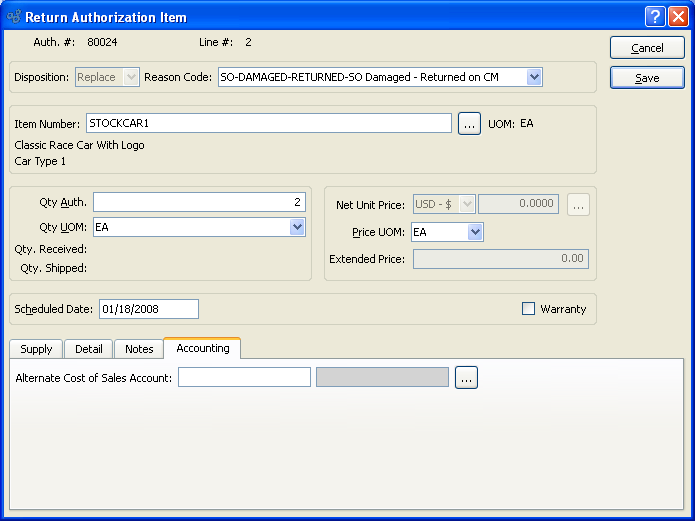 Return Authorization Item
Auth. #: 80024 Line #: 2
Cancel
Disposition: Replace Reason Code: SO-DAMAGED-RETURNED-SO Damaged - Returned on CM
Save
Item Number: STOCKCAR1 ... UOM: EA
Classic Race Car With Logo
Car Type 1
Qty Auth. 2
Net Unit Price: USD - $ 0.0000 ...
Qty UOM: EA
Price UOM: EA
Qty. Received:
Extended Price: 0.00
Qty. Shipped:
Scheduled Date: 01/18/2008
Warranty
Supply Detail Notes Accounting
Alternate Cost of Sales Account: ...